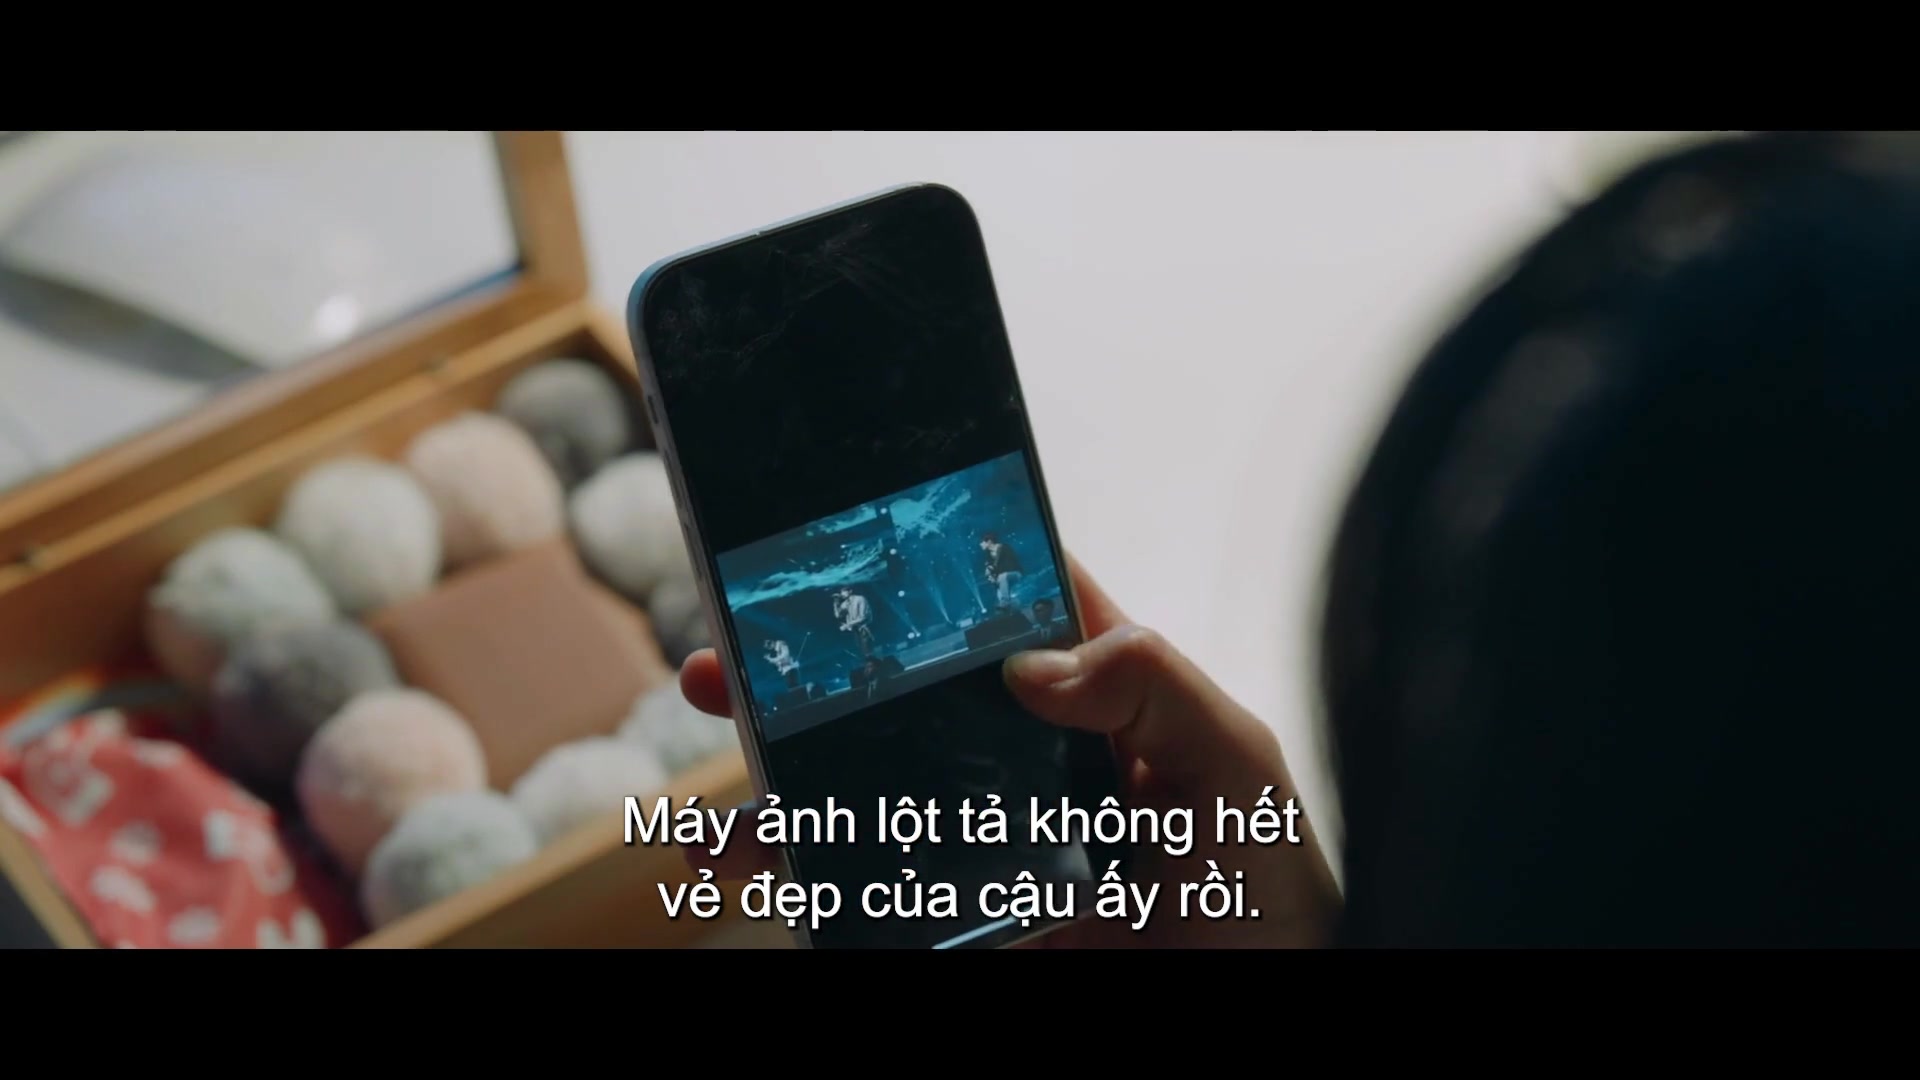 Máy ảnh lột tả không hết
vẻ đẹp của cậu ấy rồi.